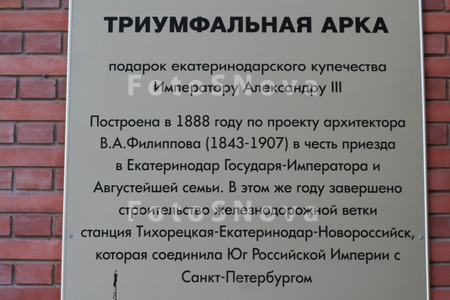 ТРИУМФАЛЬНАЯ АРКА
подарок екатеринодарского купечества
Императору Александру III
FotoSNova
Построена в 1888 году по проекту архитектора
В.А.Филиппова (1843-1907) в честь приезда
в Екатеринодар Государя-Императора и
Августейшей семьи. В этом же году завершено
строительство железнодорожной ветки
FotoSNova
станция Тихорецкая-Екатеринодар-Новороссийск,
которая соединила Юг Российской Империи с
Санкт-Петербургом